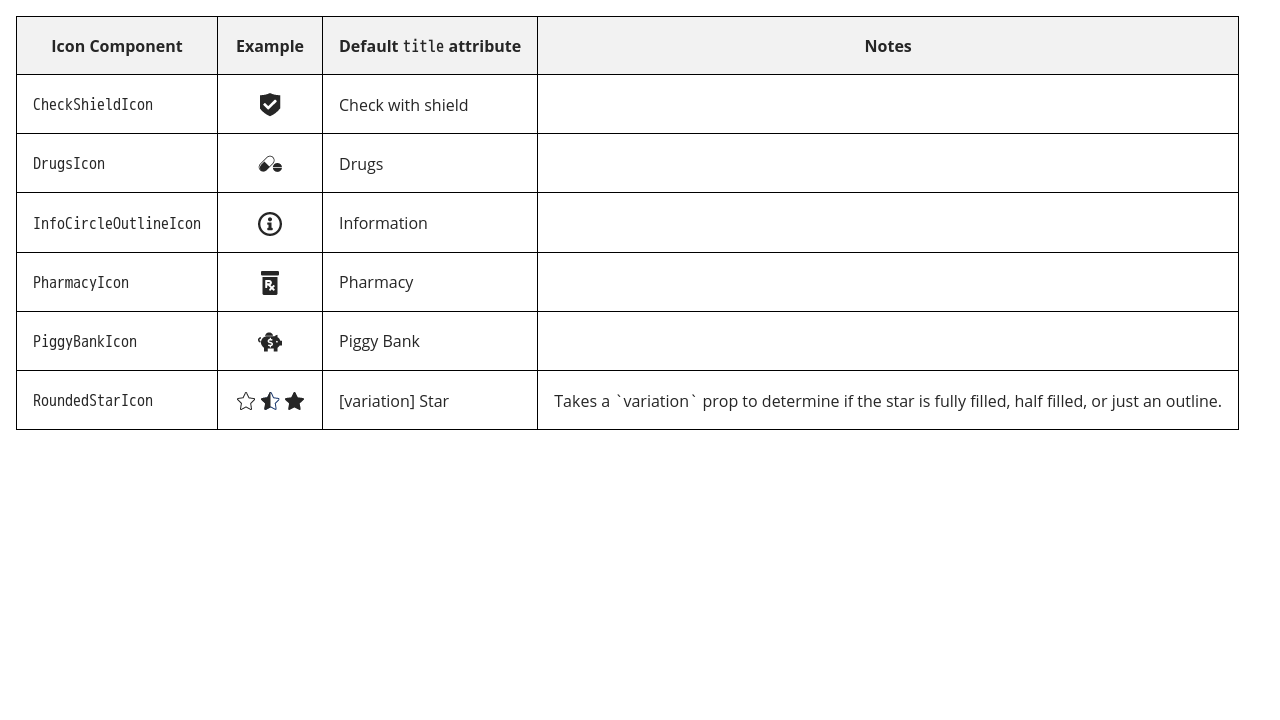 Icon Component Example Default title attribute Notes
CheckShieldIcon Check with shield
DrugsIcon Drugs
InfoCircleOutlineIcon Information
PharmacyIcon Pharmacy
PiggyBankIcon Piggy Bank
RoundedStarIcon [variation] Star Takes a `variation` prop to determine if the star is fully filled, half filled, or just an outline.